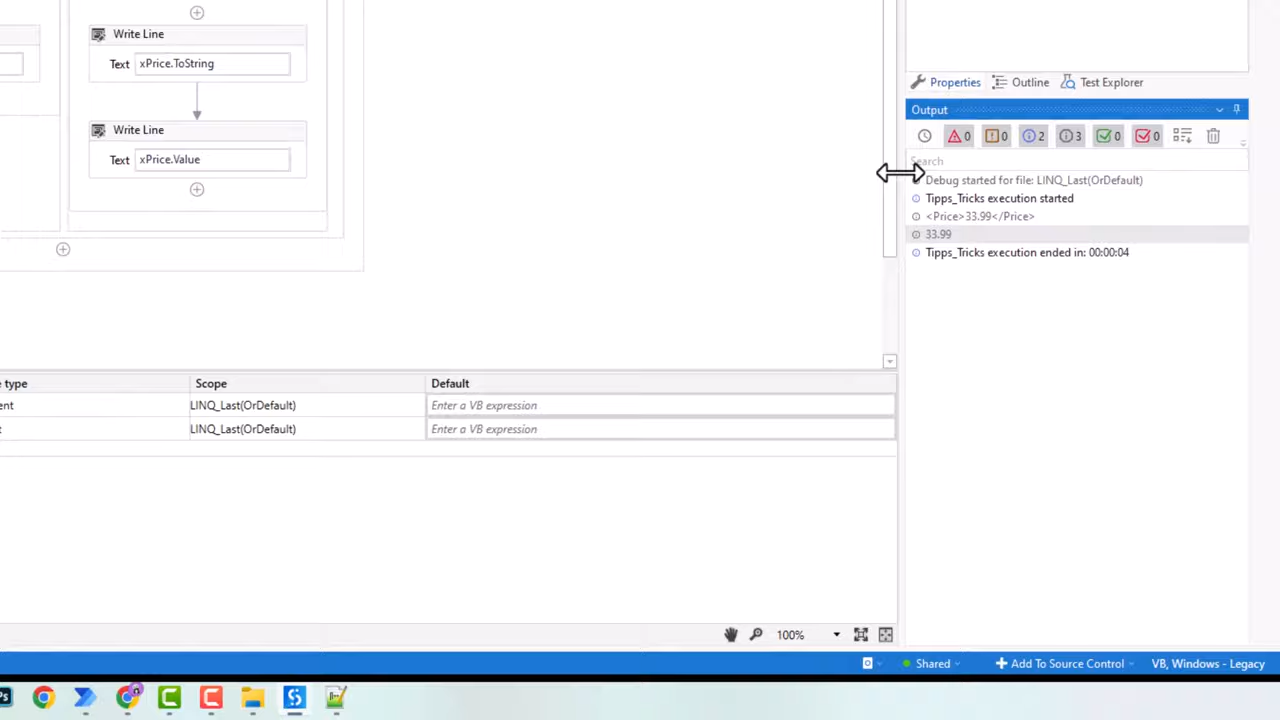 Write Line
Text xPrice.ToString
Write Line
Text xPrice.Value
Properties Outline Test Explorer
Output
0 0 2 3 0 0
Search
Debug started for file: LINQ_Last(OrDefault)
Tipps_Tricks execution started
<Price>33.99</Price>
33.99
Tipps_Tricks execution ended in: 00:00:04
e type Scope Default
ent LINQ_Last(OrDefault) Enter a VB expression
t LINQ_Last(OrDefault) Enter a VB expression
100%
Shared Add To Source Control VB, Windows - Legacy
Ps